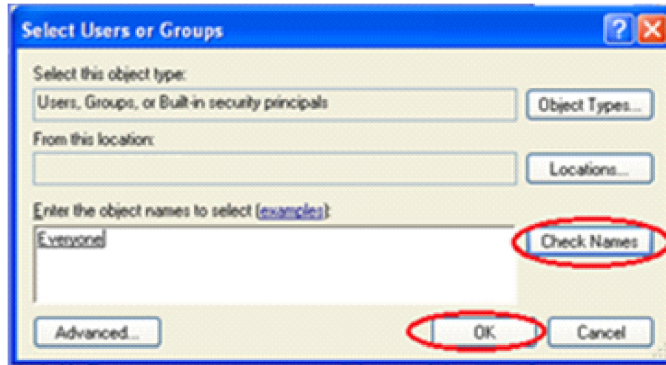 Select Users or Groups
Select this object type:
Users, Groups, or Built-in security principals
Object Types...
From this location:
Locations...
Enter the object names to select (examples):
Everyone
Check Names
Advanced...
OK
Cancel